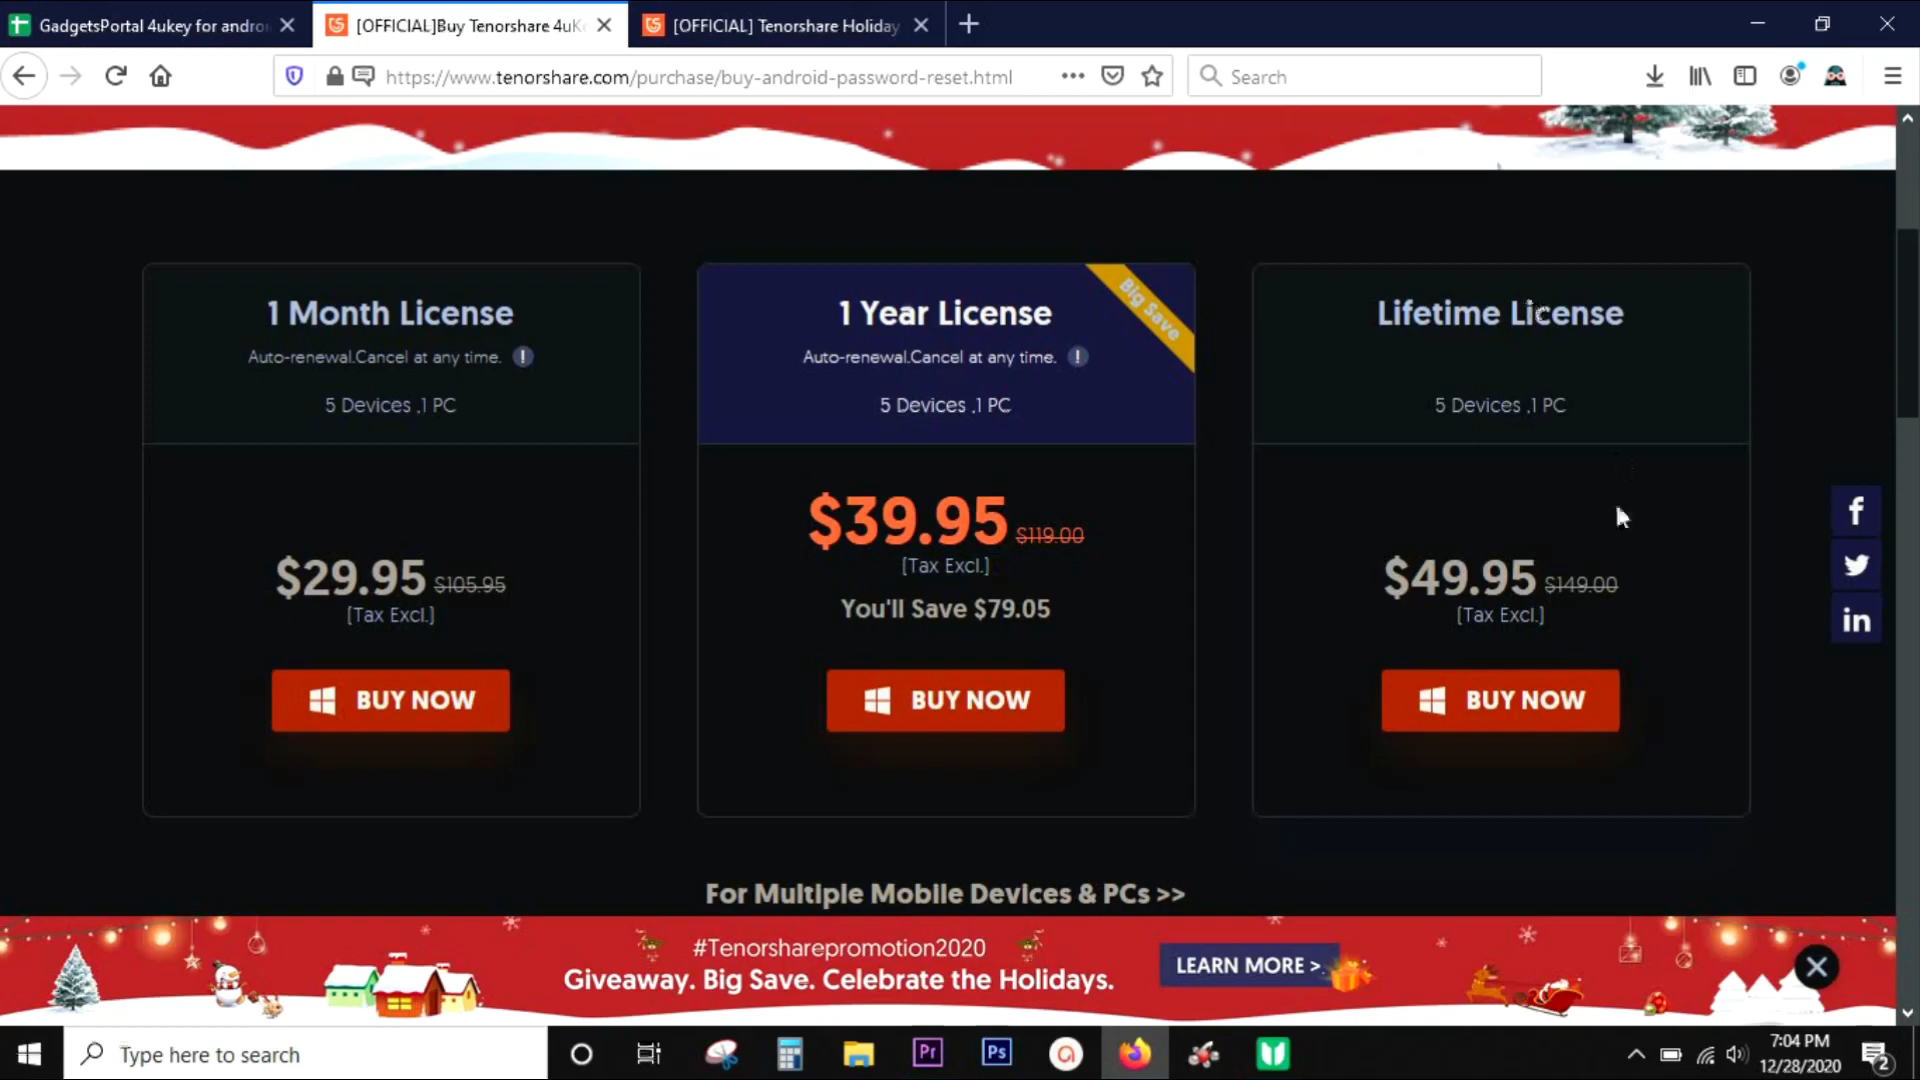 GadgetsPortal 4ukey for andro
[OFFICIAL]Buy Tenorshare 4uKe
[OFFICIAL] Tenorshare Holiday
https://www.tenorshare.com/purchase/buy-android-password-reset.html
Search
1 Month License
Auto-renewal.Cancel at any time. !
5 Devices ,1 PC
$29.95 $105.95
[Tax Excl.]
BUY NOW
Big Save
1 Year License
Auto-renewal.Cancel at any time. !
5 Devices ,1 PC
$39.95 $119.00
[Tax Excl.]
You'll Save $79.05
BUY NOW
Lifetime License
5 Devices ,1 PC
$49.95 $149.00
[Tax Excl.]
BUY NOW
f
in
For Multiple Mobile Devices & PCs >>
#Tenorsharepromotion2020
Giveaway. Big Save. Celebrate the Holidays.
LEARN MORE >
Type here to search
Pr
Ps
7:04 PM
12/28/2020
2